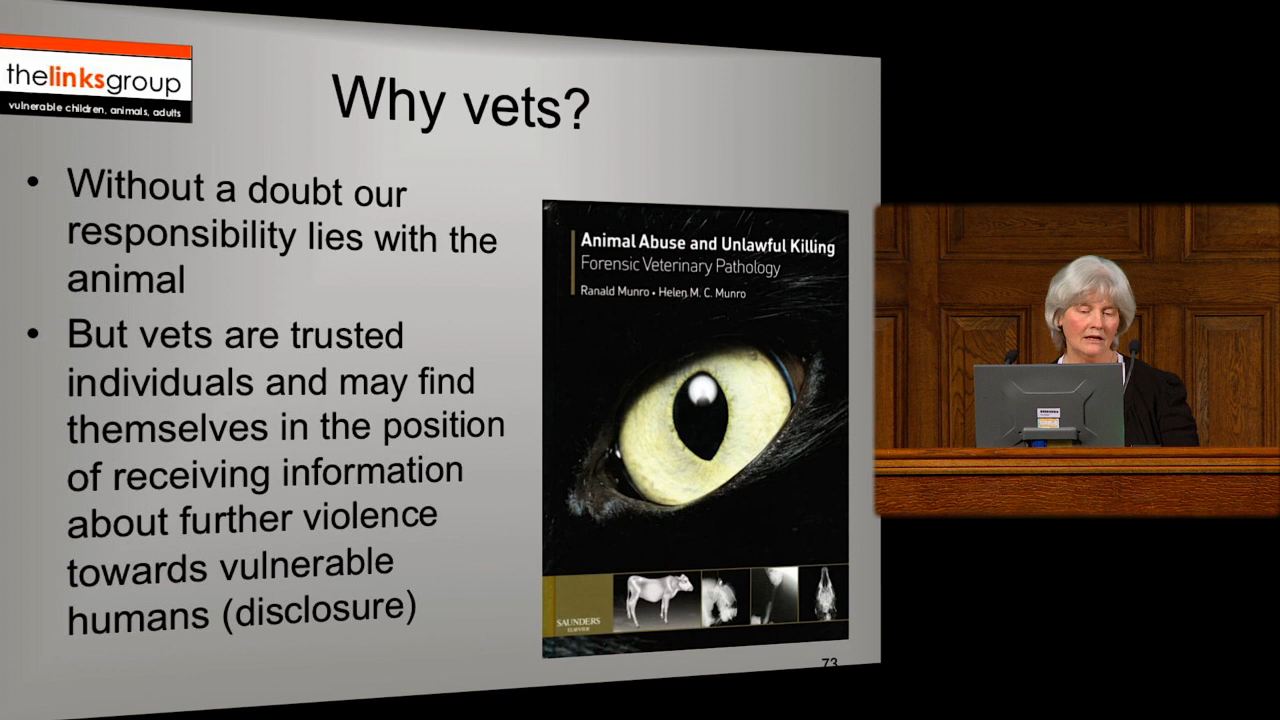 thelinksgroup
vulnerable children, animals, adults
Why vets?
• Without a doubt our
responsibility lies with the
animal
• But vets are trusted
individuals and may find
themselves in the position
of receiving information
about further violence
towards vulnerable
humans (disclosure)
Animal Abuse and Unlawful Killing
Forensic Veterinary Pathology
Ranald Munro • Helen M. C. Munro
SAUNDERS
ELSEVIER
73